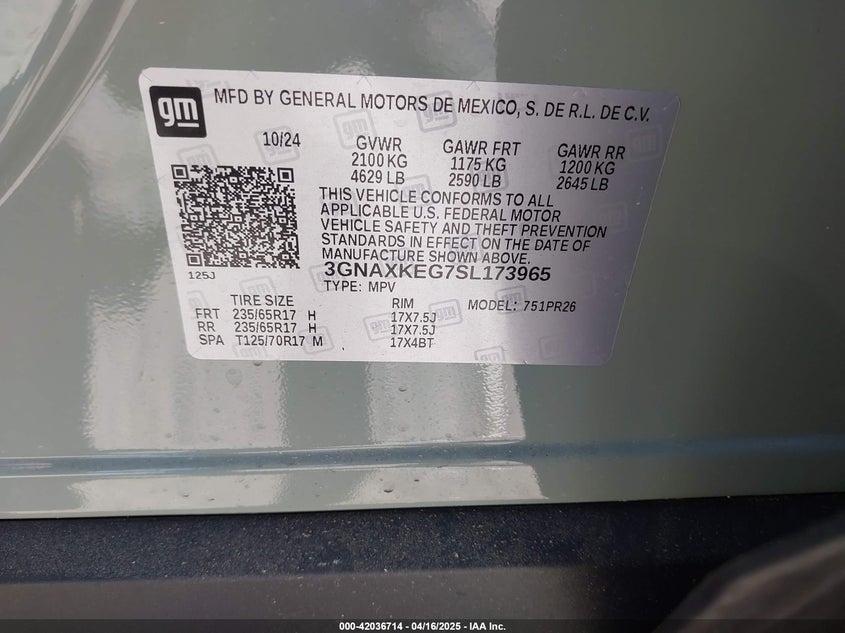 gm
MFD BY GENERAL MOTORS DE MEXICO, S. DE R.L. DE C.V.
10/24 GVWR GAWR FRT GAWR RR
2100 KG 1175 KG 1200 KG
4629 LB 2590 LB 2645 LB
THIS VEHICLE CONFORMS TO ALL
APPLICABLE U.S. FEDERAL MOTOR
VEHICLE SAFETY AND THEFT PREVENTION
STANDARDS IN EFFECT ON THE DATE OF
MANUFACTURE SHOWN ABOVE.
125J 3GNAXKEG7SL173965
TYPE: MPV
TIRE SIZE RIM MODEL: 751PR26
FRT 235/65R17 H 17X7.5J
RR 235/65R17 H 17X7.5J
SPA T125/70R17 M 17X4BT
000-42036714 - 04/16/2025 - IAA Inc.